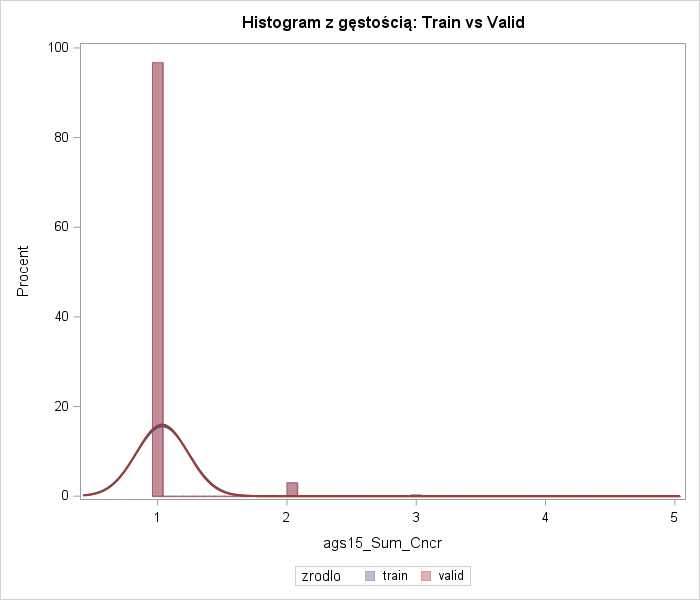 Histogram z gęstością: Train vs Valid
100
80
60
40
20
0
Procent
1 2 3 4 5
ags15_Sum_Cncr
zrodlo train valid